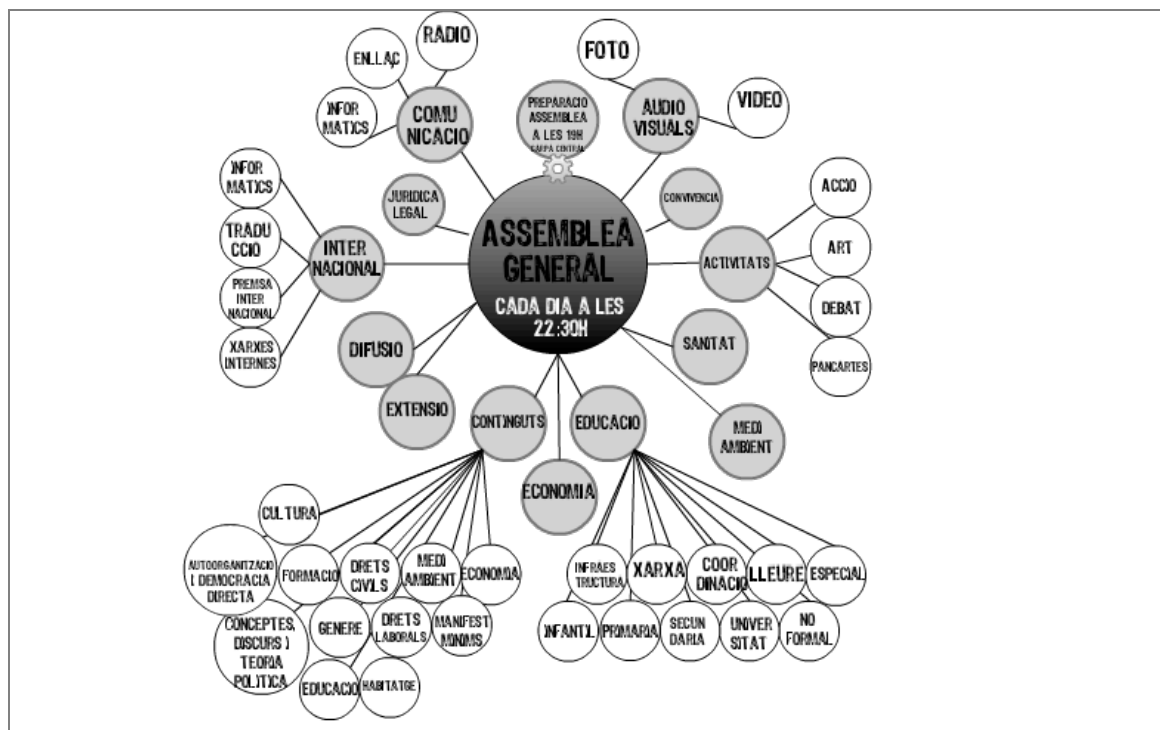 RADIO
ENLLAÇ
INFOR
MATICS
COMU
NICACIO
PREPARACIO
ASSEMBLEA
A LES 19H
CARPA CENTRAL
FOTO
AUDIO
VISUALS
VIDEO
INFOR
MATICS
TRADU
CCIO
PREMSA
INTER
NACIONAL
XARXES
INTERNES
INTER
NACIONAL
JURIDICA
LEGAL
ASSEMBLEA
GENERAL
CADA DIA A LES
22:30H
CONVIVENCIA
ACTIVITATS
ACCIO
ART
DEBAT
PANCARTES
DIFUSIO
EXTENSIO
CONTINGUTS
EDUCACIO
ECONOMIA
SANITAT
MEDI
AMBIENT
CULTURA
AUTOORGANITZACIO
I DEMOCRACIA
DIRECTA
FORMACIO
DRETS
CIVILS
MEDI
AMBIENT
ECONOMIA
CONCEPTES,
DISCURS I
TEORIA
POLITICA
GENERE
DRETS
LABORALS
MANIFEST
MINIMS
EDUCACIO
HABITATGE
INFRAES
TRUCTURA
XARXA
COOR
DINACIO
LLEURE
ESPECIAL
INFANTIL
PRIMARIA
SECUN
DARIA
UNIVER
SITAT
NO
FORMAL